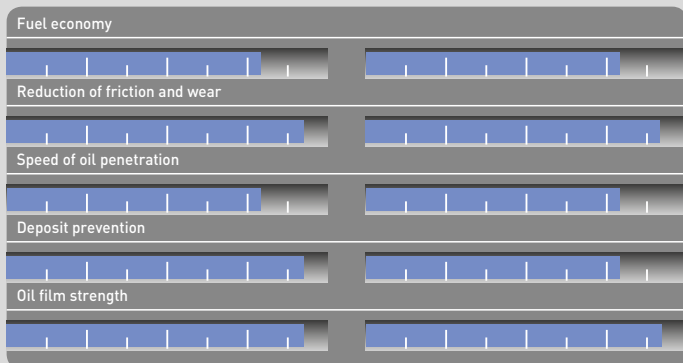 Fuel economy
Reduction of friction and wear
Speed of oil penetration
Deposit prevention
Oil film strength